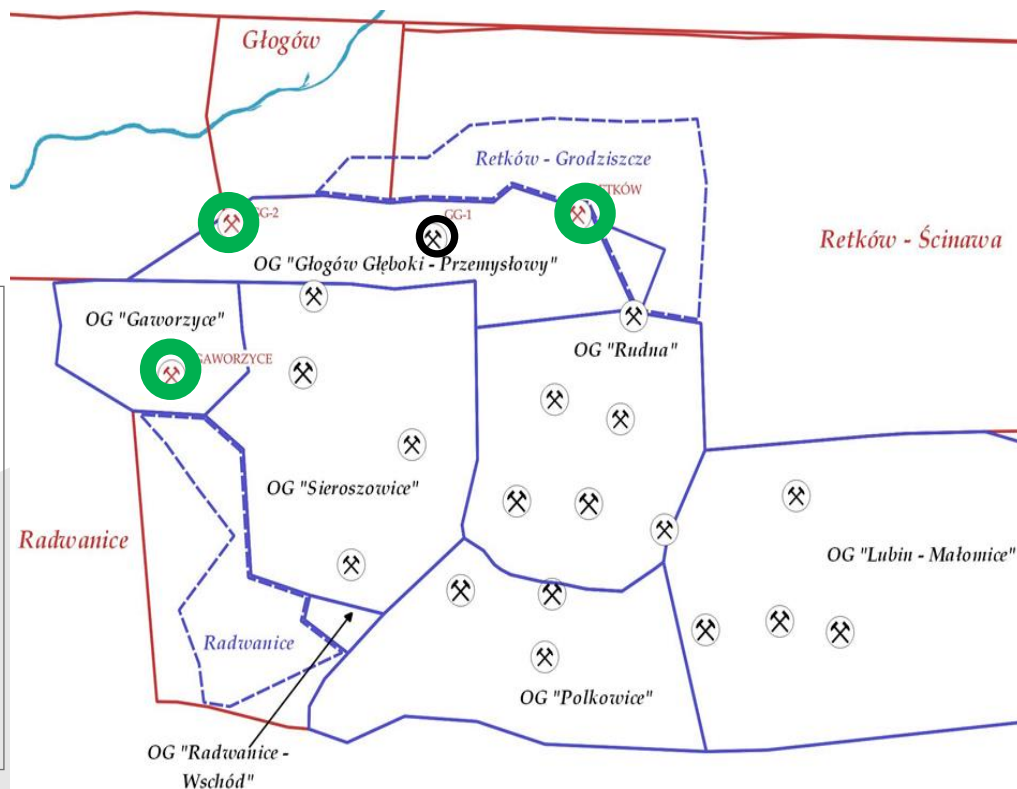 Głogów
Retków - Grodziszcze
GG-2
GG-1
ETKÓW
Retków - Ścinawa
OG "Głogów Głęboki - Przemysłowy"
OG "Gaworzyce"
OG "Rudna"
GAWORZYCE
OG "Sieroszowice"
Radwanice
OG "Lubin - Małomice"
Radwanice
OG "Polkowice"
OG "Radwanice -
Wschód"